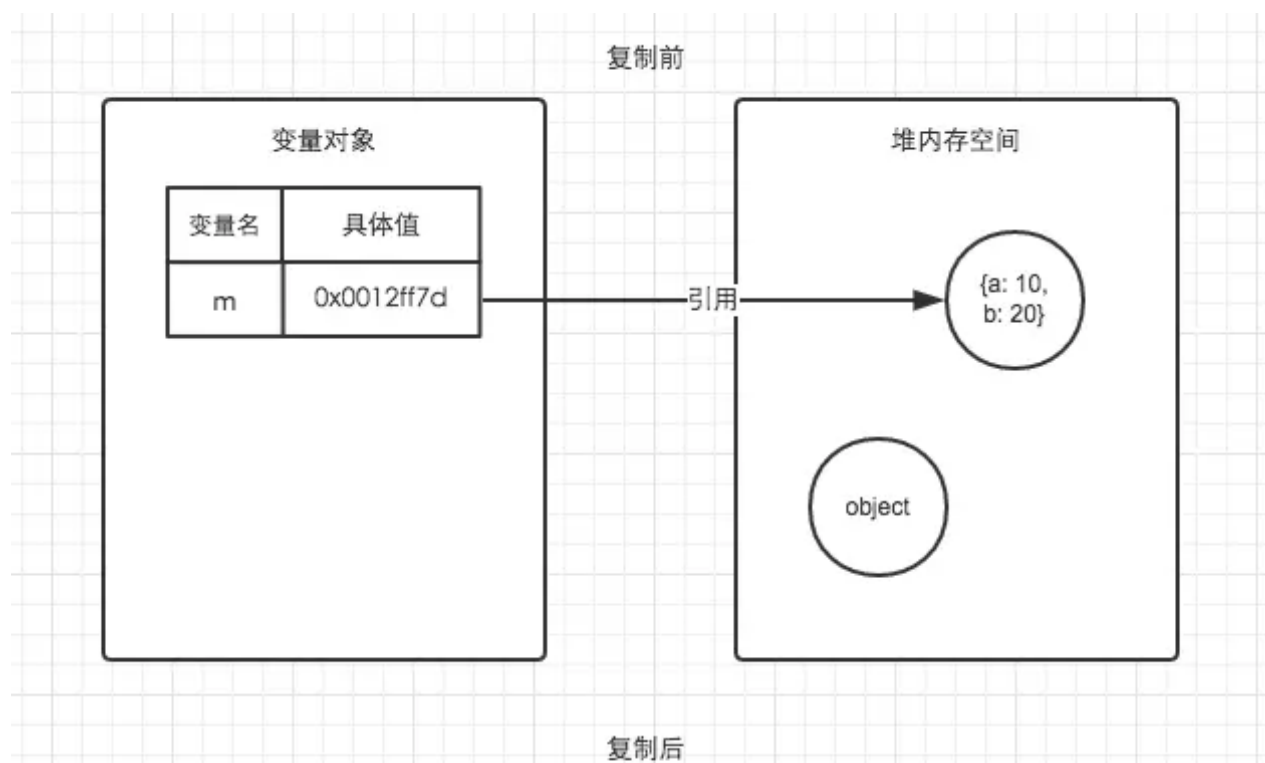 复制前
变量对象
堆内存空间
变量名 具体值
m 0x0012ff7d
引用
{a: 10,
b: 20}
object
复制后